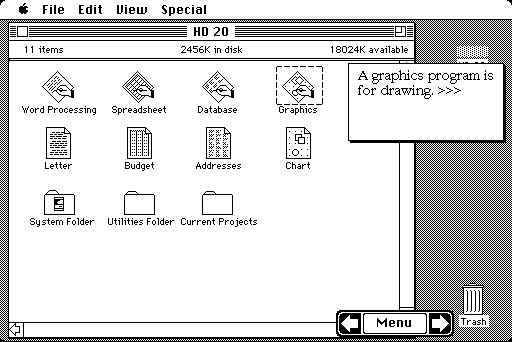 File Edit View Special
HD 20
11 items 2456K in disk 18024K available
A graphics program is
for drawing. >>>
Word Processing Spreadsheet Database Graphics
Letter Budget Addresses Chart
System Folder Utilities Folder Current Projects
Menu
Trash